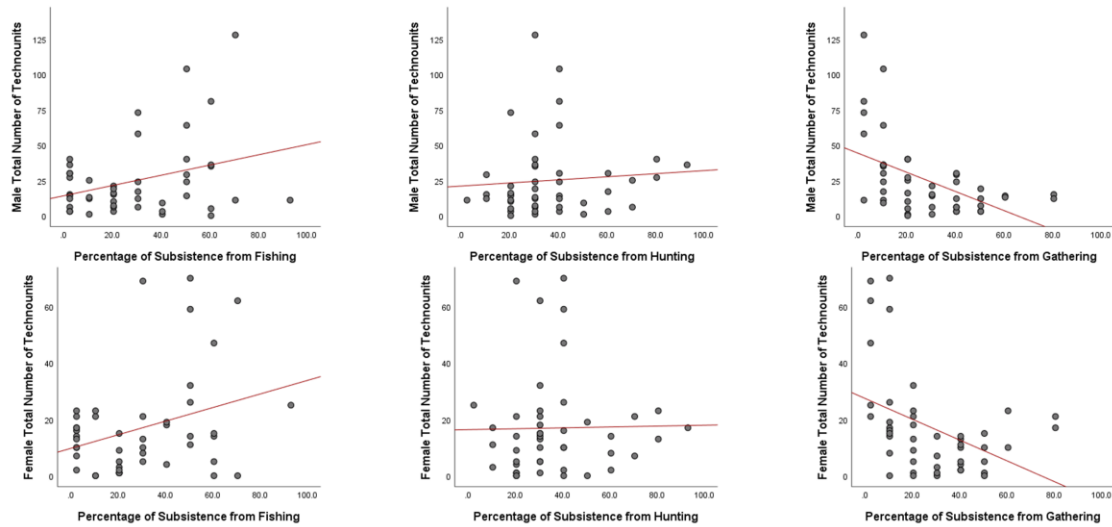 Male Total Number of Technounits
125
100
75
50
25
0
.0 20.0 40.0 60.0 80.0 100.0
Percentage of Subsistence from Fishing
Male Total Number of Technounits
125
100
75
50
25
0
.0 20.0 40.0 60.0 80.0 100.0
Percentage of Subsistence from Hunting
Male Total Number of Technounits
125
100
75
50
25
0
.0 20.0 40.0 60.0 80.0 100.0
Percentage of Subsistence from Gathering
Female Total Number of Technounits
60
40
20
0
.0 20.0 40.0 60.0 80.0 100.0
Percentage of Subsistence from Fishing
Female Total Number of Technounits
60
40
20
0
.0 20.0 40.0 60.0 80.0 100.0
Percentage of Subsistence from Hunting
Female Total Number of Technounits
60
40
20
0
.0 20.0 40.0 60.0 80.0 100.0
Percentage of Subsistence from Gathering